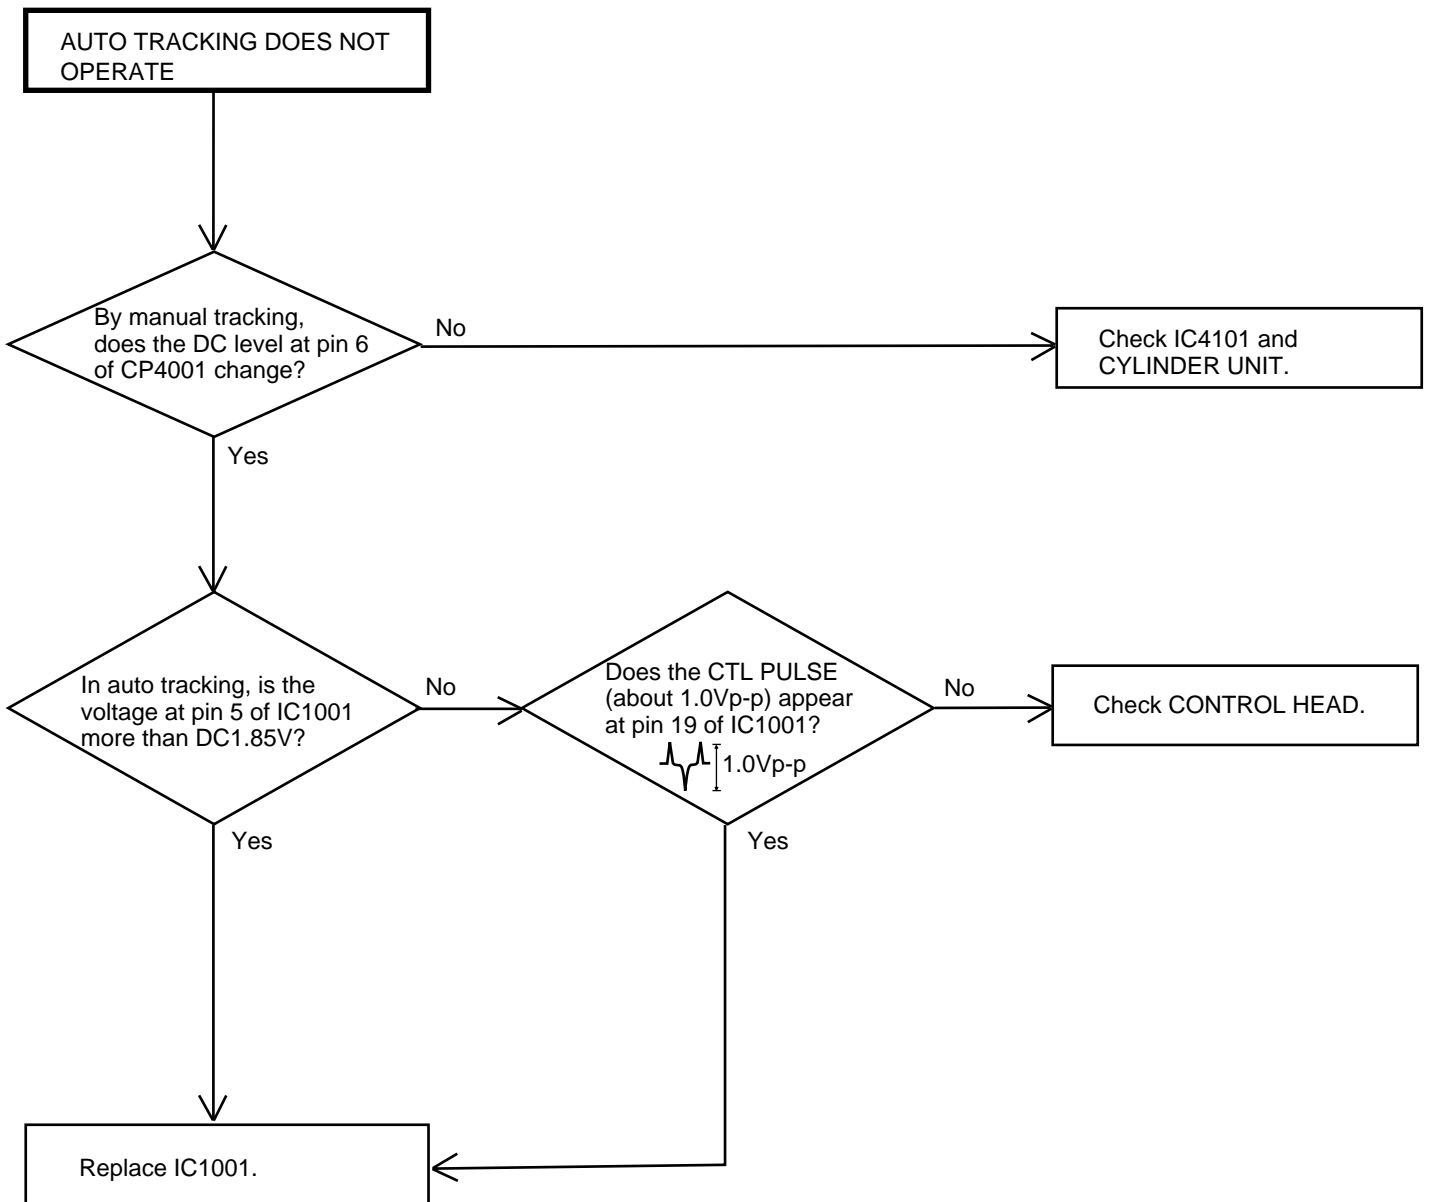 AUTO TRACKING DOES NOT
OPERATE
By manual tracking,
does the DC level at pin 6
of CP4001 change?
No
Check IC4101 and
CYLINDER UNIT.
Yes
In auto tracking, is the
voltage at pin 5 of IC1001
more than DC1.85V?
No
Does the CTL PULSE
(about 1.0Vp-p) appear
at pin 19 of IC1001?
1.0Vp-p
No
Check CONTROL HEAD.
Yes
Yes
Replace IC1001.